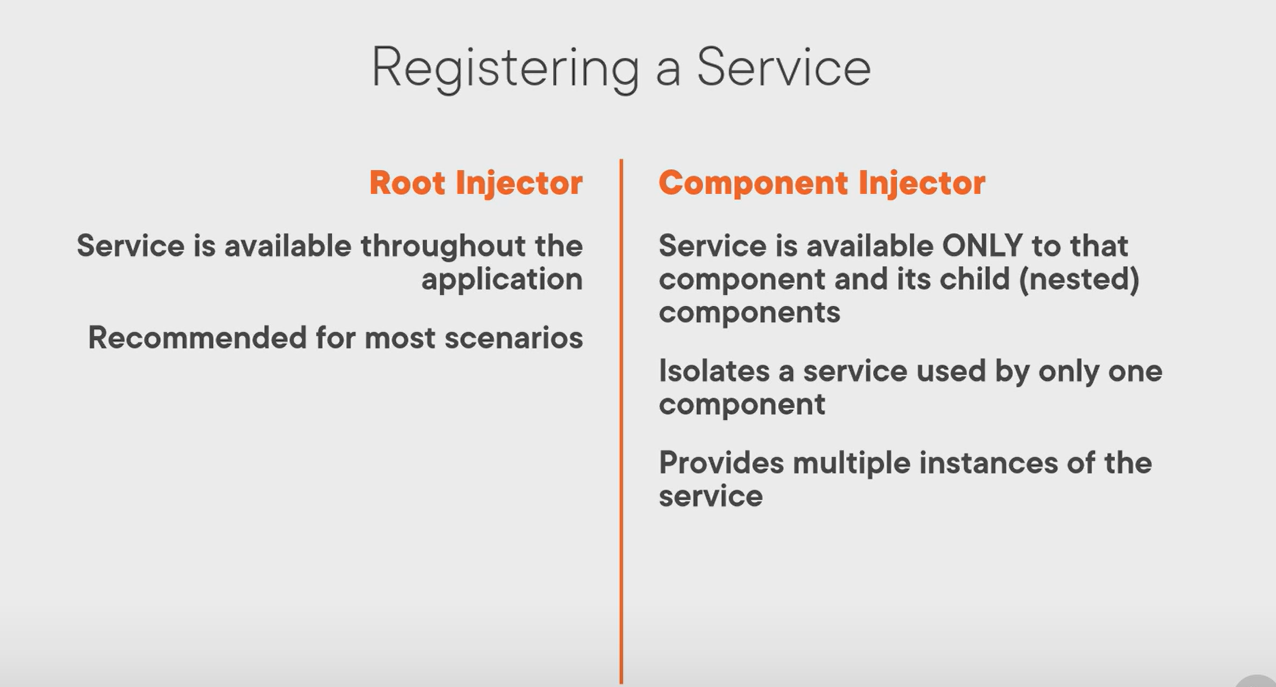 Registering a Service
Root Injector
Service is available throughout the
application
Recommended for most scenarios
Component Injector
Service is available ONLY to that
component and its child (nested)
components
Isolates a service used by only one
component
Provides multiple instances of the
service